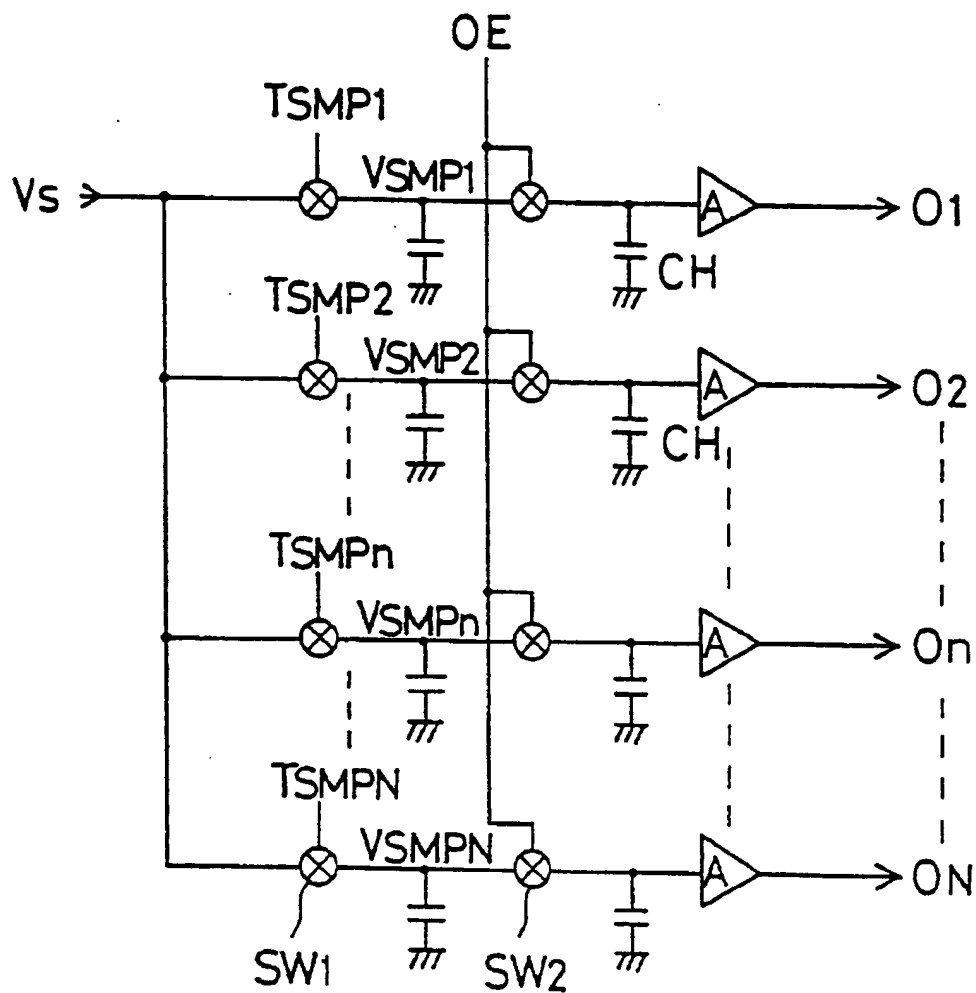 OE
TSMP1
Vs
VSMP1
A
O1
CH
TSMP2
VSMP2
A
O2
CH
TSMPn
VSMPn
A
On
TSMPN
VSMPN
A
ON
SW1
SW2